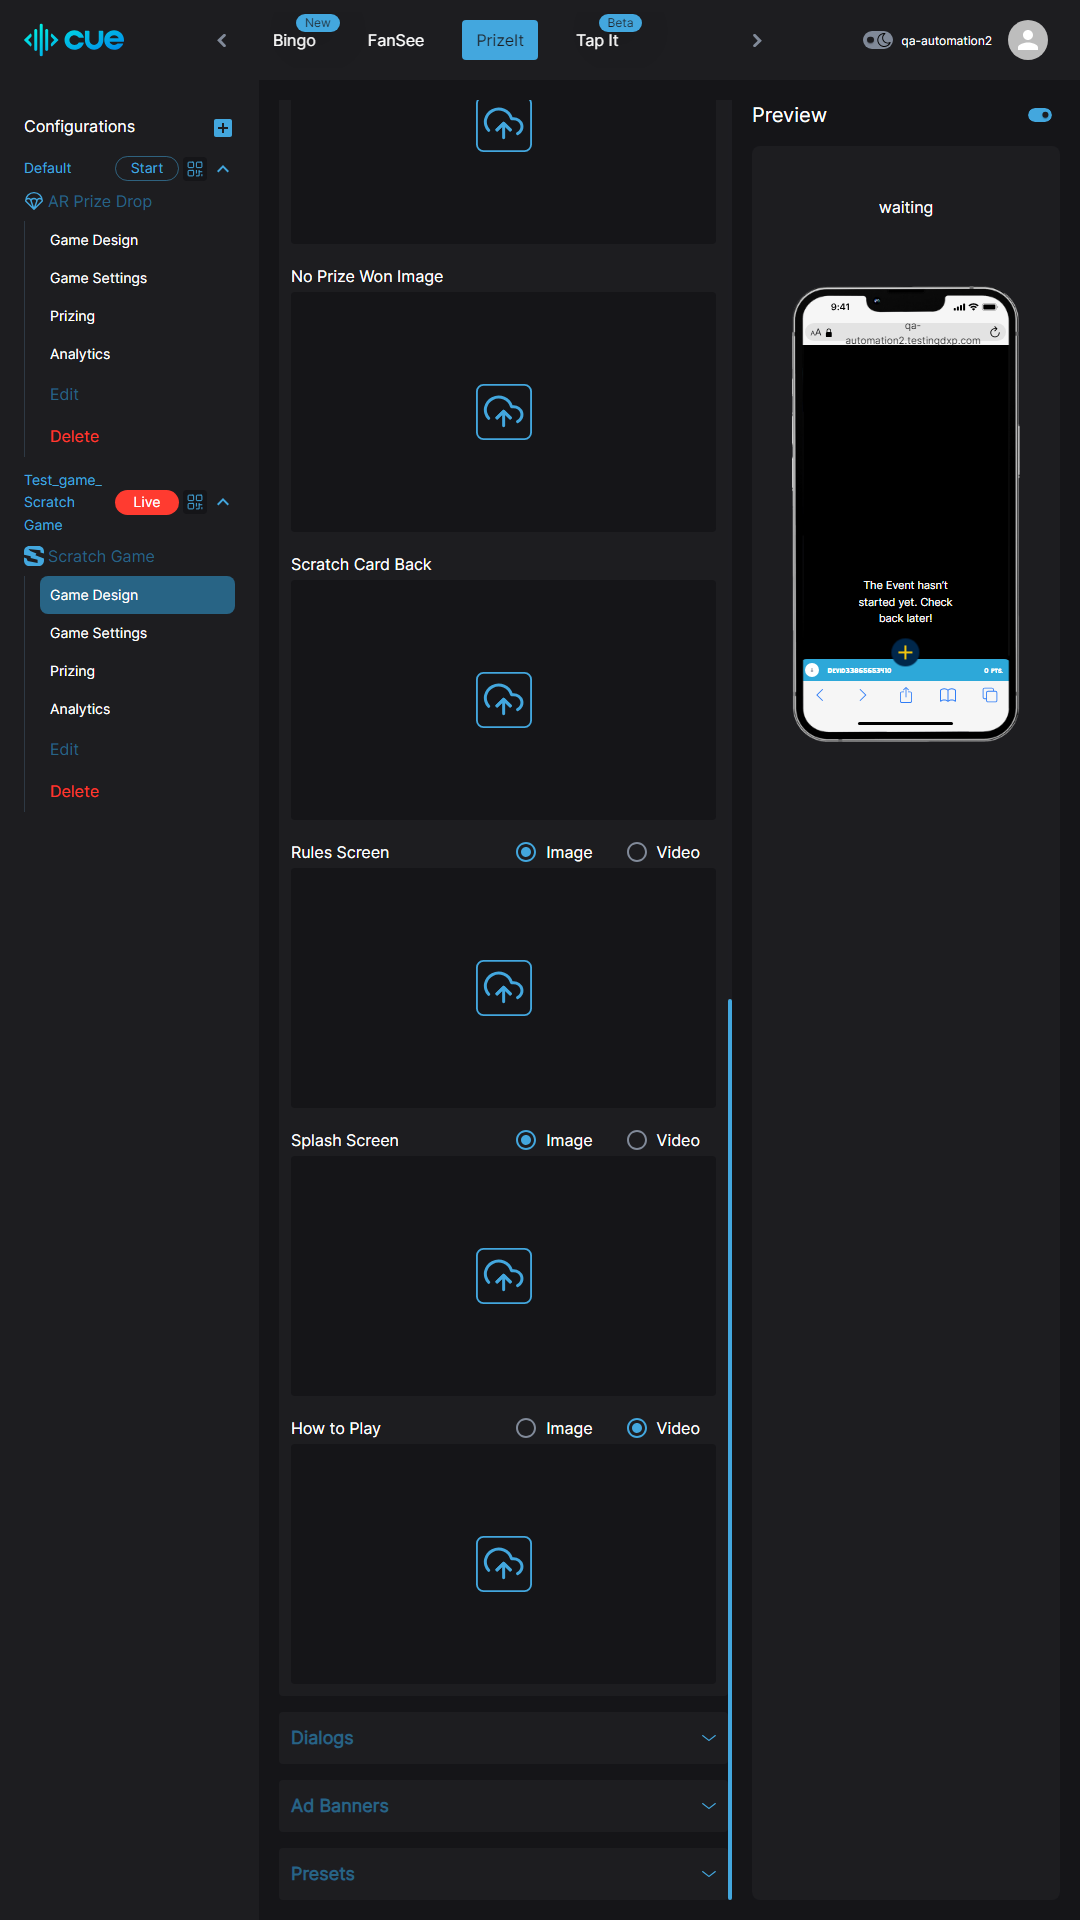 cue
Bingo
New
FanSee
PrizeIt
Tap It
Beta
qa-automation2
Configurations
Default
Start
AR Prize Drop
Game Design
Game Settings
Prizing
Analytics
Edit
Delete
Test_game_
Scratch
Game
Live
Scratch Game
Game Design
Game Settings
Prizing
Analytics
Edit
Delete
No Prize Won Image
Scratch Card Back
Rules Screen
Image
Video
Splash Screen
Image
Video
How to Play
Image
Video
Dialogs
Ad Banners
Presets
Preview
waiting
9:41
AA
qa-
automation2.testingdxp.com
The Event hasn't
started yet. Check
back later!
0 PTS.